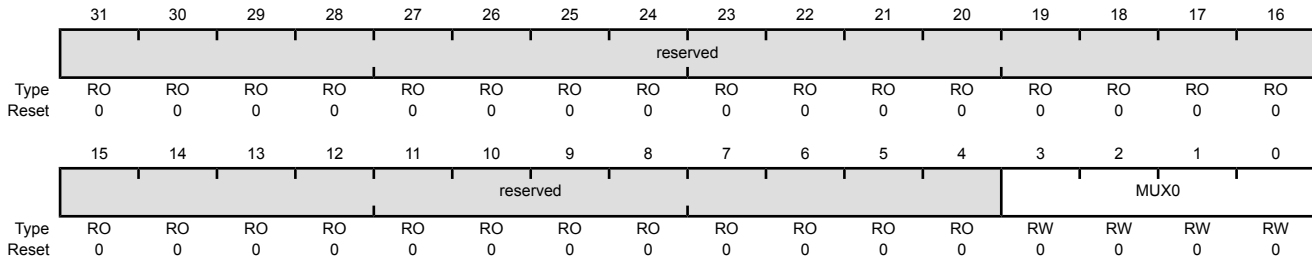 31 30 29 28 27 26 25 24 23 22 21 20 19 18 17 16
reserved
Type RO RO RO RO RO RO RO RO RO RO RO RO RO RO RO RO
Reset 0 0 0 0 0 0 0 0 0 0 0 0 0 0 0 0
15 14 13 12 11 10 9 8 7 6 5 4 3 2 1 0
reserved MUX0
Type RO RO RO RO RO RO RO RO RO RO RO RO RW RW RW RW
Reset 0 0 0 0 0 0 0 0 0 0 0 0 0 0 0 0